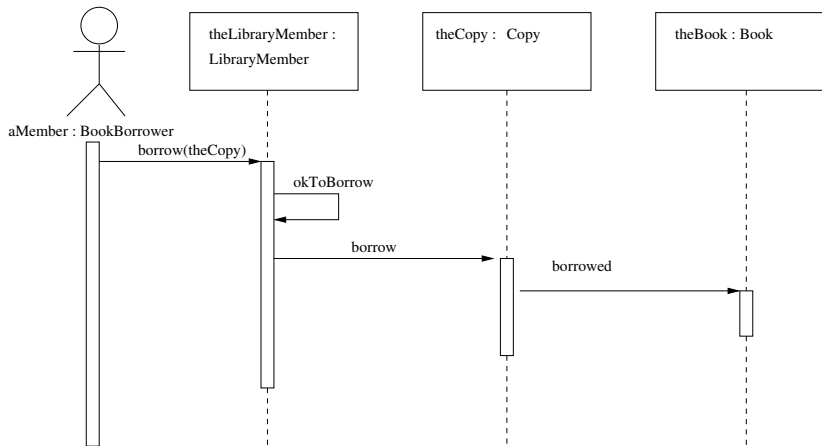 theLibraryMember :
LibraryMember
theCopy : Copy
theBook : Book
aMember : BookBorrower
borrow(theCopy)
okToBorrow
borrow
borrowed